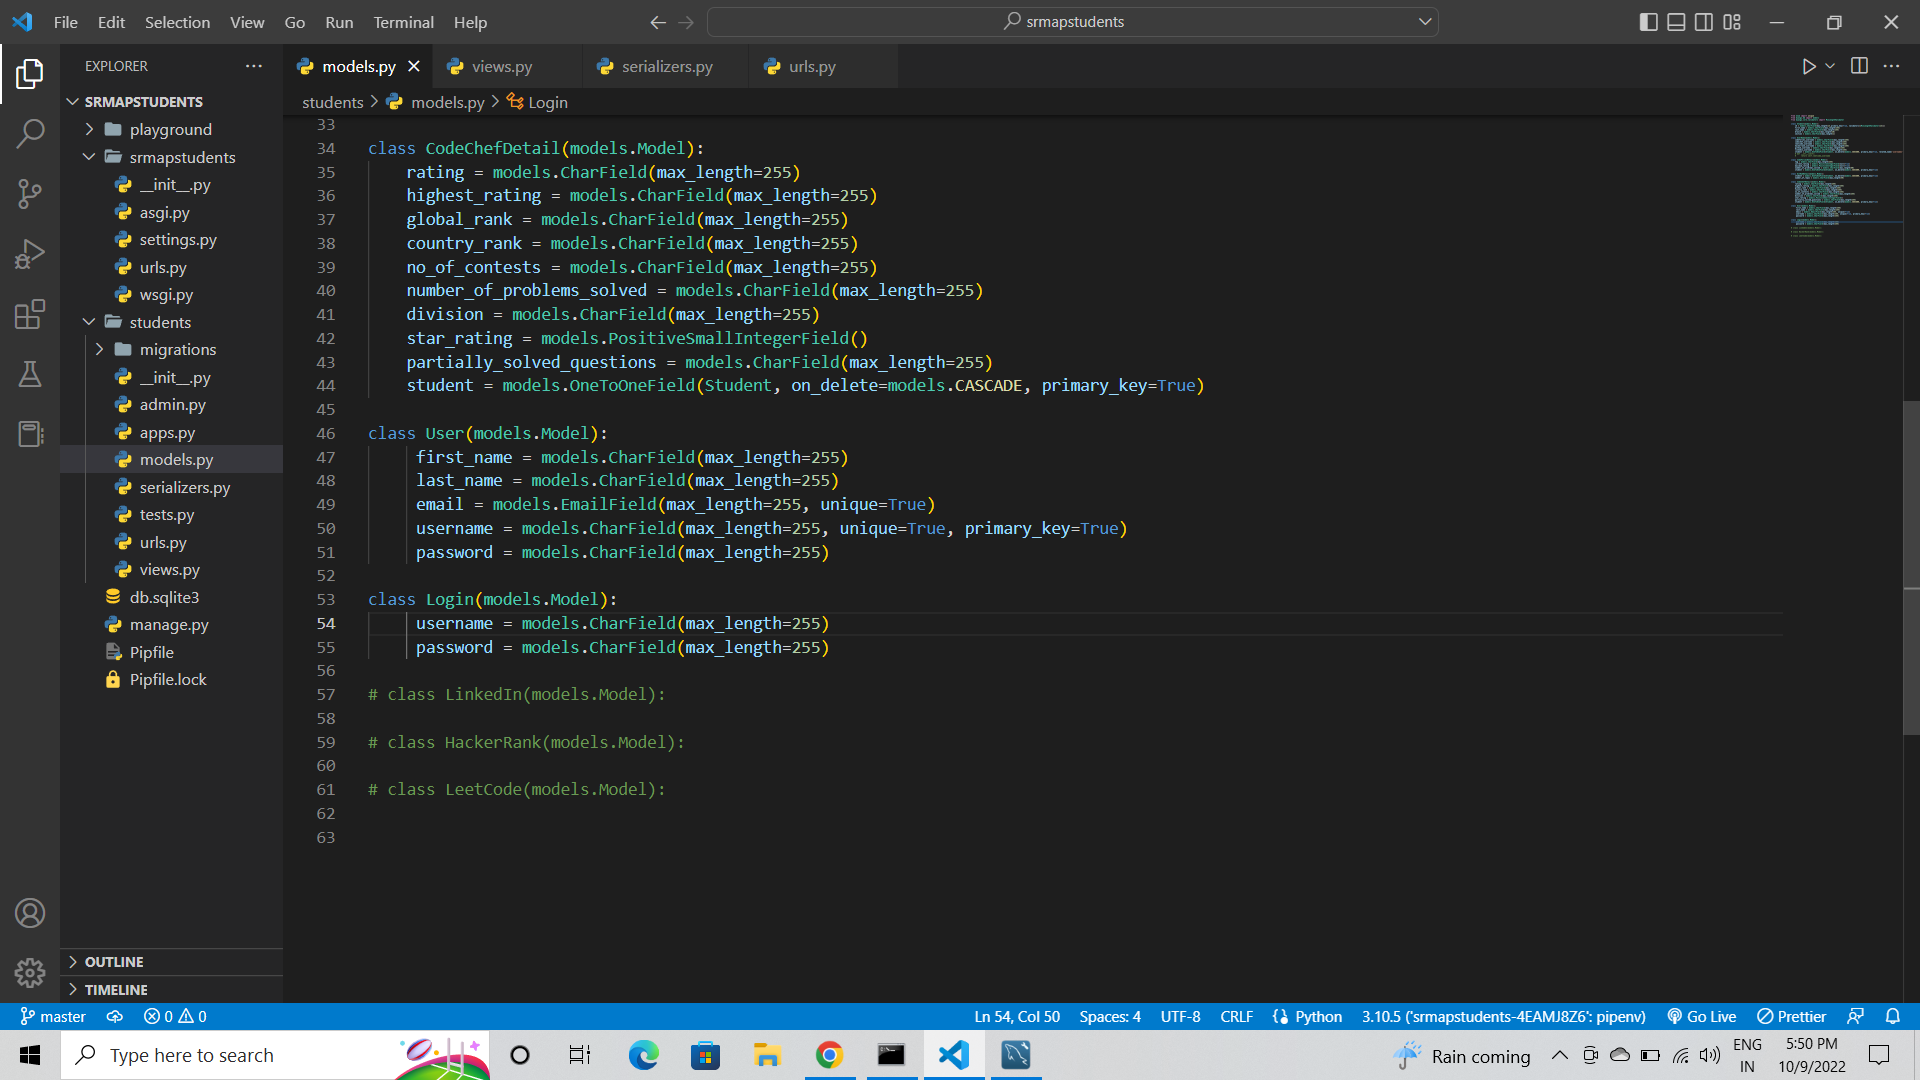 File Edit Selection View Go Run Terminal Help
srmapstudents
EXPLORER
SRMAPSTUDENTS
playground
srmapstudents
__init__.py
asgi.py
settings.py
urls.py
wsgi.py
students
migrations
__init__.py
admin.py
apps.py
models.py
serializers.py
tests.py
urls.py
views.py
db.sqlite3
manage.py
Pipfile
Pipfile.lock
OUTLINE
TIMELINE
models.py views.py serializers.py urls.py
students > models.py > Login
33
34 class CodeChefDetail(models.Model):
35 rating = models.CharField(max_length=255)
36 highest_rating = models.CharField(max_length=255)
37 global_rank = models.CharField(max_length=255)
38 country_rank = models.CharField(max_length=255)
39 no_of_contests = models.CharField(max_length=255)
40 number_of_problems_solved = models.CharField(max_length=255)
41 division = models.CharField(max_length=255)
42 star_rating = models.PositiveSmallIntegerField()
43 partially_solved_questions = models.CharField(max_length=255)
44 student = models.OneToOneField(Student, on_delete=models.CASCADE, primary_key=True)
45
46 class User(models.Model):
47 first_name = models.CharField(max_length=255)
48 last_name = models.CharField(max_length=255)
49 email = models.EmailField(max_length=255, unique=True)
50 username = models.CharField(max_length=255, unique=True, primary_key=True)
51 password = models.CharField(max_length=255)
52
53 class Login(models.Model):
54 username = models.CharField(max_length=255)
55 password = models.CharField(max_length=255)
56
57 # class LinkedIn(models.Model):
58
59 # class HackerRank(models.Model):
60
61 # class LeetCode(models.Model):
62
63
master 0 0 Ln 54, Col 50 Spaces: 4 UTF-8 CRLF Python 3.10.5 ('srmapstudents-4EAMJ8Z6': pipenv) Go Live Prettier
Type here to search Rain coming ENG IN 5:50 PM 10/9/2022